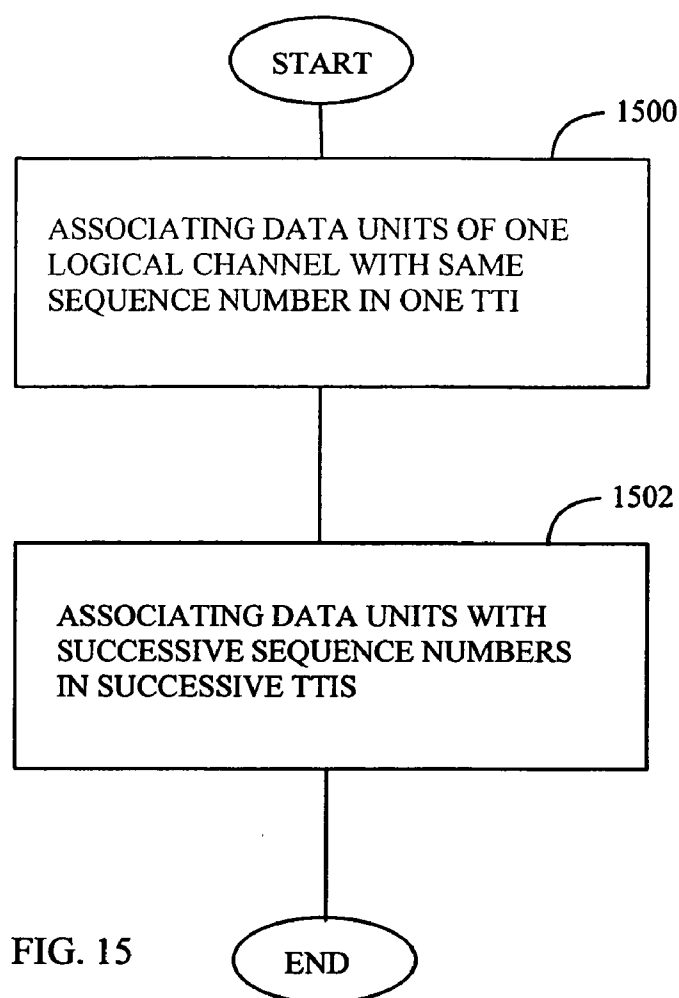 START
1500
ASSOCIATING DATA UNITS OF ONE
LOGICAL CHANNEL WITH SAME
SEQUENCE NUMBER IN ONE TTI
1502
ASSOCIATING DATA UNITS WITH
SUCCESSIVE SEQUENCE NUMBERS
IN SUCCESSIVE TTIS
FIG. 15
END